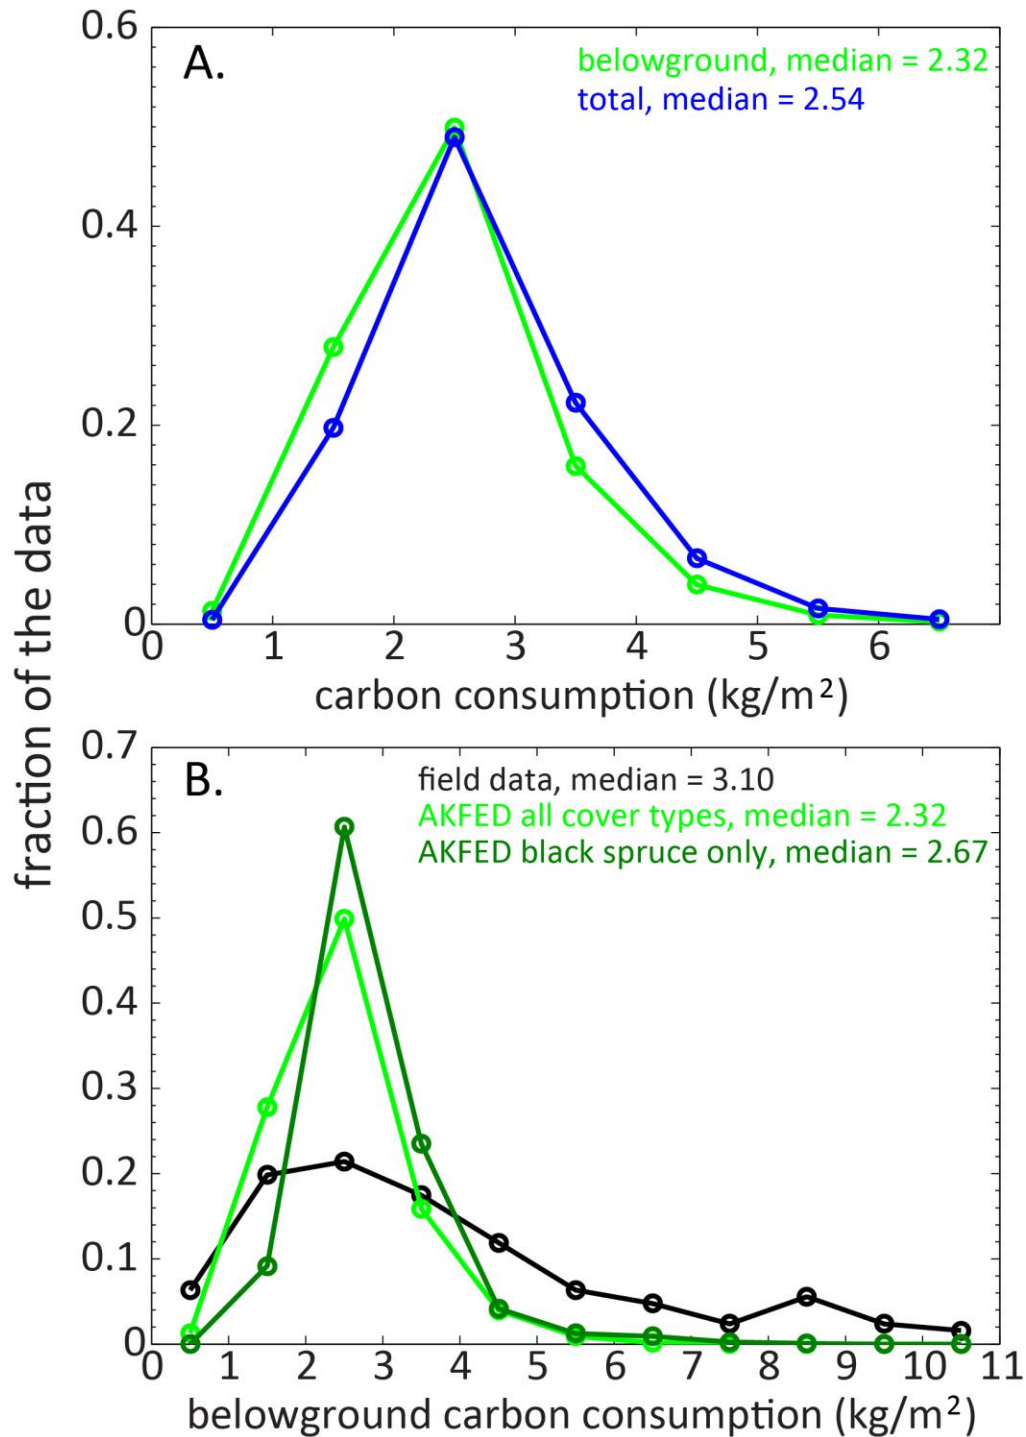 fraction of the data
A.
belowground, median = 2.32
total, median = 2.54
0.6
0.4
0.2
0
0 1 2 3 4 5 6
carbon consumption (kg/m²)
B.
field data, median = 3.10
AKFED all cover types, median = 2.32
AKFED black spruce only, median = 2.67
0.7
0.6
0.5
0.4
0.3
0.2
0.1
0
0 1 2 3 4 5 6 7 8 9 10 11
belowground carbon consumption (kg/m²)